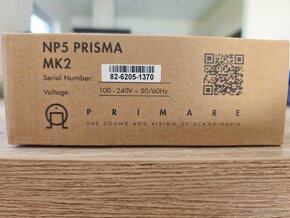 NP5 PRISMA
MK2
Serial Number: 82-6205-1370
Voltage: 100 - 240V ~ 50/60Hz
PRIMARE
THE SOUND AND VISION OF SCANDINAVIA